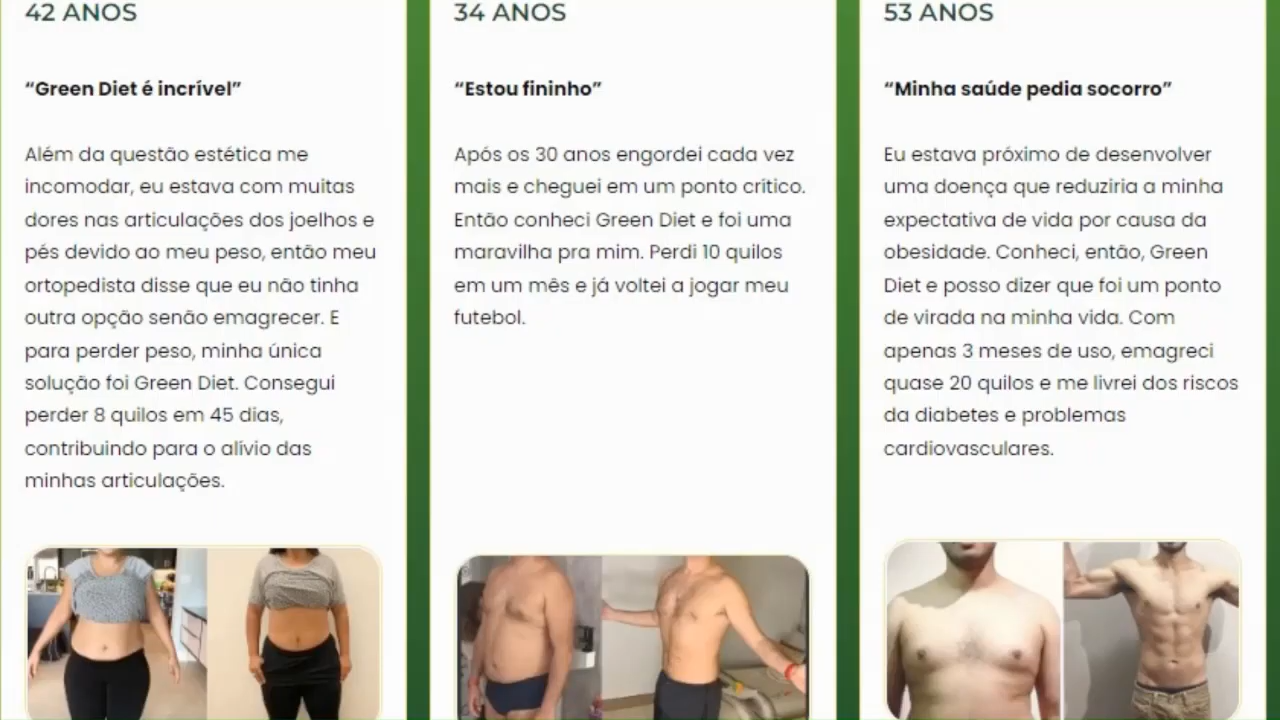 42 ANOS
“Green Diet é incrível”
Além da questão estética me
incomodar, eu estava com muitas
dores nas articulações dos joelhos e
pés devido ao meu peso, então meu
ortopedista disse que eu não tinha
outra opção senão emagrecer. E
para perder peso, minha única
solução foi Green Diet. Consegui
perder 8 quilos em 45 dias,
contribuindo para o alívio das
minhas articulações.
34 ANOS
“Estou fininho”
Após os 30 anos engordei cada vez
mais e cheguei em um ponto crítico.
Então conheci Green Diet e foi uma
maravilha pra mim. Perdi 10 quilos
em um mês e já voltei a jogar meu
futebol.
53 ANOS
“Minha saúde pedia socorro”
Eu estava próximo de desenvolver
uma doença que reduziria a minha
expectativa de vida por causa da
obesidade. Conheci, então, Green
Diet e posso dizer que foi um ponto
de virada na minha vida. Com
apenas 3 meses de uso, emagreci
quase 20 quilos e me livrei dos riscos
da diabetes e problemas
cardiovasculares.